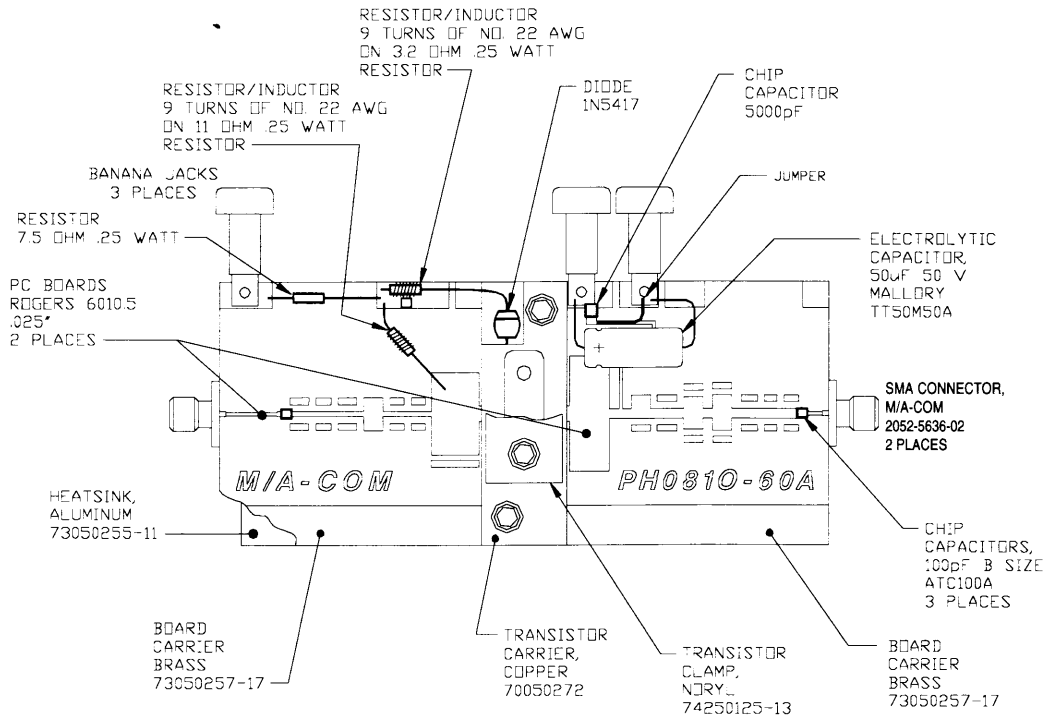 RESISTOR/INDUCTOR
9 TURNS OF NO. 22 AWG
ON 3.2 OHM .25 WATT
RESISTOR
RESISTOR/INDUCTOR
9 TURNS OF NO. 22 AWG
ON 11 OHM .25 WATT
RESISTOR
DIODE
1N5417
CHIP
CAPACITOR
5000pF
BANANA JACKS
3 PLACES
JUMPER
RESISTOR
7.5 OHM .25 WATT
ELECTROLYTIC
CAPACITOR,
50uF 50 V
MALLORY
TT50M50A
PC BOARDS
ROGERS 6010.5
.025"
2 PLACES
+
SMA CONNECTOR,
M/A-COM
2052-5636-02
2 PLACES
M/A-COM
PH0810-60A
HEATSINK,
ALUMINUM
73050255-11
CHIP
CAPACITORS,
100pF B SIZE
ATC100A
3 PLACES
BOARD
CARRIER
BRASS
73050257-17
TRANSISTOR
CARRIER,
COPPER
70050272
TRANSISTOR
CLAMP,
NORYL
74250125-13
BOARD
CARRIER
BRASS
73050257-17